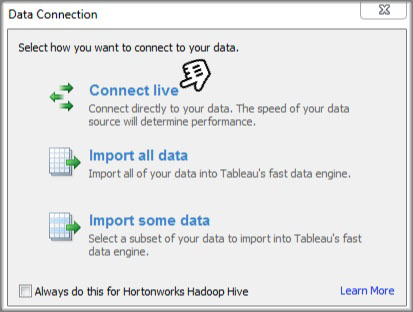 Data Connection
Select how you want to connect to your data.
Connect live
Connect directly to your data. The speed of your data
source will determine performance.
Import all data
Import all of your data into Tableau's fast data engine.
Import some data
Select a subset of your data to import into Tableau's fast
data engine.
Always do this for Hortonworks Hadoop Hive
Learn More